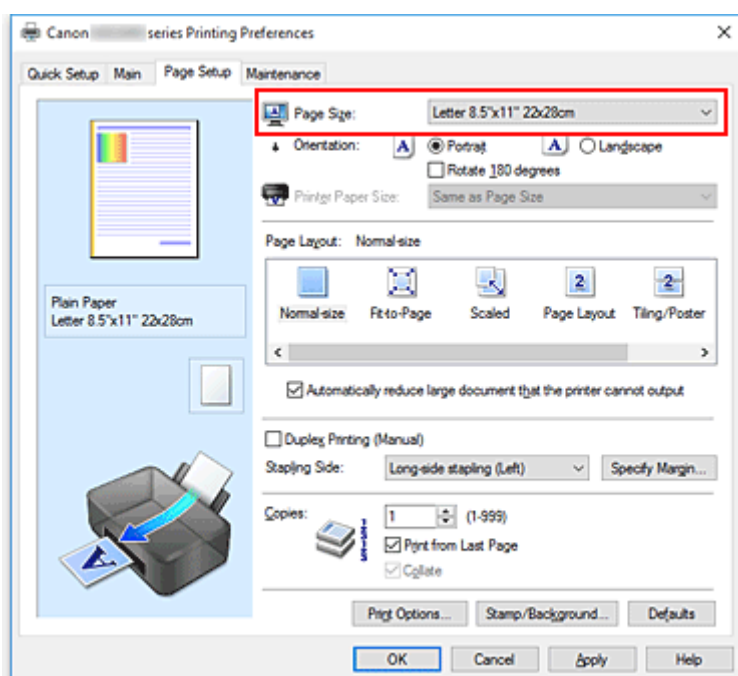 Canon series Printing Preferences
Quick Setup Main Page Setup Maintenance
Page Size: Letter 8.5"x11" 22x28cm
Orientation: A Portrait A Landscape
Rotate 180 degrees
Printer Paper Size: Same as Page Size
Page Layout: Normal-size
2 2
Normal-size Fit-to-Page Scaled Page Layout Tiling/Poster
Plain Paper
Letter 8.5"x11" 22x28cm
Automatically reduce large document that the printer cannot output
Duplex Printing (Manual)
Stapling Side: Long-side stapling (Left) Specify Margin...
Copies: 1 (1-999)
Print from Last Page
Collate
A
Print Options... Stamp/Background... Defaults
OK Cancel Apply Help